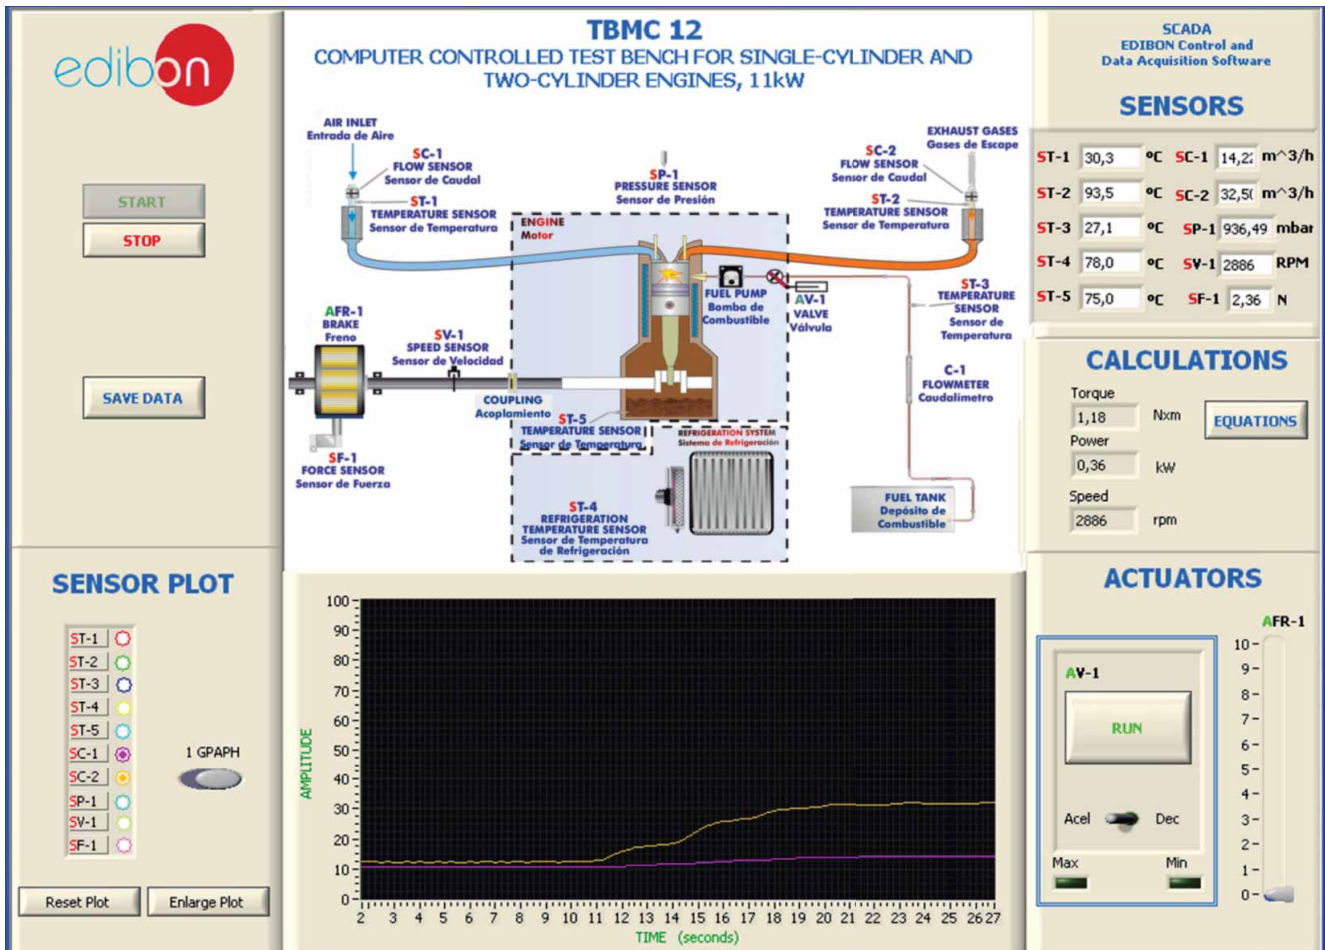 edibon
START
STOP
SAVE DATA
TBMC 12
COMPUTER CONTROLLED TEST BENCH FOR SINGLE-CYLINDER AND
TWO-CYLINDER ENGINES, 11kW
AIR INLET
Entrada de Aire
SC-1
FLOW SENSOR
Sensor de Caudal
ST-1
TEMPERATURE SENSOR
Sensor de Temperatura
SP-1
PRESSURE SENSOR
Sensor de Presión
EXHAUST GASES
Gases de Escape
SC-2
FLOW SENSOR
Sensor de Caudal
ST-2
TEMPERATURE SENSOR
Sensor de Temperatura
ENGINE
Motor
FUEL PUMP
Bomba de
Combustible
AV-1
VALVE
Válvula
ST-3
TEMPERATURE
SENSOR
Sensor de
Temperatura
AFR-1
BRAKE
Freno
SV-1
SPEED SENSOR
Sensor de Velocidad
COUPLING
Acoplamiento
C-1
FLOWMETER
Caudalímetro
ST-5
TEMPERATURE SENSOR
Sensor de Temperatura
REFRIGERATION SYSTEM
Sistema de Refrigeración
SF-1
FORCE SENSOR
Sensor de Fuerza
ST-4
REFRIGERATION
TEMPERATURE SENSOR
Sensor de Temperatura
de Refrigeración
FUEL TANK
Depósito de
Combustible
SCADA
EDIBON Control and
Data Acquisition Software
SENSORS
ST-1 30,3 ºC SC-1 14,22 m^3/h
ST-2 93,5 ºC SC-2 32,50 m^3/h
ST-3 27,1 ºC SP-1 936,49 mbar
ST-4 78,0 ºC SV-1 2886 RPM
ST-5 75,0 ºC SF-1 2,36 N
CALCULATIONS
Torque
1,18 Nxm
EQUATIONS
Power
0,36 kW
Speed
2886 rpm
SENSOR PLOT
ST-1
ST-2
ST-3
ST-4
ST-5
SC-1
SC-2
SP-1
SV-1
SF-1
1 GPAPH
Reset Plot
Enlarge Plot
AMPLITUDE
100
90
80
70
60
50
40
30
20
10
0
2 3 4 5 6 7 8 9 10 11 12 13 14 15 16 17 18 19 20 21 22 23 24 25 26 27
TIME (seconds)
ACTUATORS
AV-1
RUN
Acel
Dec
Max
Min
AFR-1
10
9
8
7
6
5
4
3
2
1
0